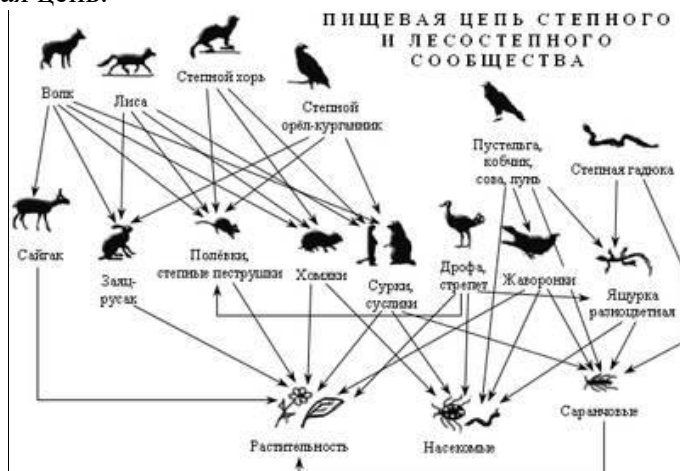 ая цепь.
ПИЩЕВАЯ ЦЕПЬ СТЕПНОГО
И ЛЕСОСТЕПНОГО
СООБЩЕСТВА
Волк
Лиса
Степной хорь
Степной
орёл-курганник
Пустельга,
кобчик,
сова, лунь
Степная гадюка
Сайгак
Заяц-
русак
Полёвки,
степные пеструшки
Хомяки
Сурки,
суслики
Дрофа,
стрепет
Жаворонки
Ящурка
разноцветная
Растительность
Насекомые
Саранчовые